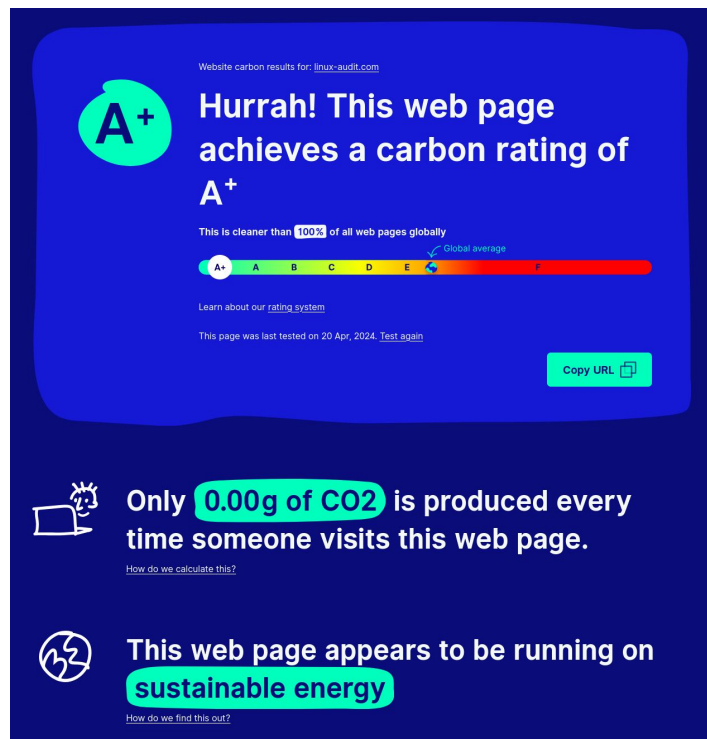 Website carbon results for: linux-audit.com
A+
Hurrah! This web page
achieves a carbon rating of
A+
This is cleaner than 100% of all web pages globally
Global average
A+ A B C D E F
Learn about our rating system
This page was last tested on 20 Apr, 2024. Test again
Copy URL
Only 0.00g of CO2 is produced every
time someone visits this web page.
How do we calculate this?
This web page appears to be running on
sustainable energy
How do we find this out?